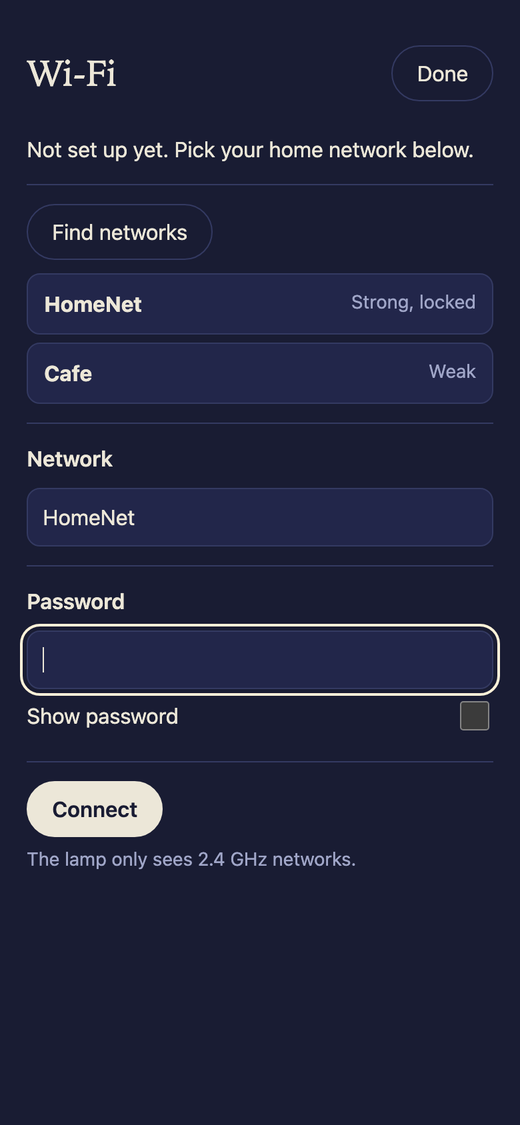 Wi-Fi
Done
Not set up yet. Pick your home network below.
Find networks
HomeNet
Strong, locked
Cafe
Weak
Network
HomeNet
Password
Show password
Connect
The lamp only sees 2.4 GHz networks.